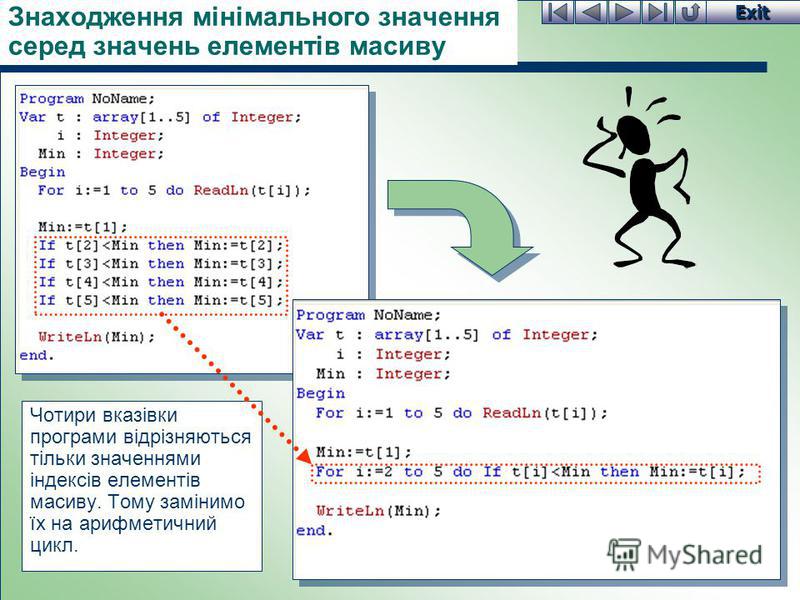 Знаходження мінімального значення
серед значень елементів масиву
Exit
Program NoName;
Var t : array[1..5] of Integer;
i : Integer;
Min : Integer;
Begin
For i:=1 to 5 do ReadLn(t[i]);
Min:=t[1];
If t[2]<Min then Min:=t[2];
If t[3]<Min then Min:=t[3];
If t[4]<Min then Min:=t[4];
If t[5]<Min then Min:=t[5];
WriteLn(Min);
end.
Program NoName;
Var t : array[1..5] of Integer;
i : Integer;
Min : Integer;
Begin
For i:=1 to 5 do ReadLn(t[i]);
Min:=t[1];
For i:=2 to 5 do If t[i]<Min then Min:=t[i];
WriteLn(Min);
end.
Чотири вказівки
програми відрізняються
тільки значеннями
індексів елементів
масиву. Тому замінимо
їх на арифметичний
цикл.
MyShared